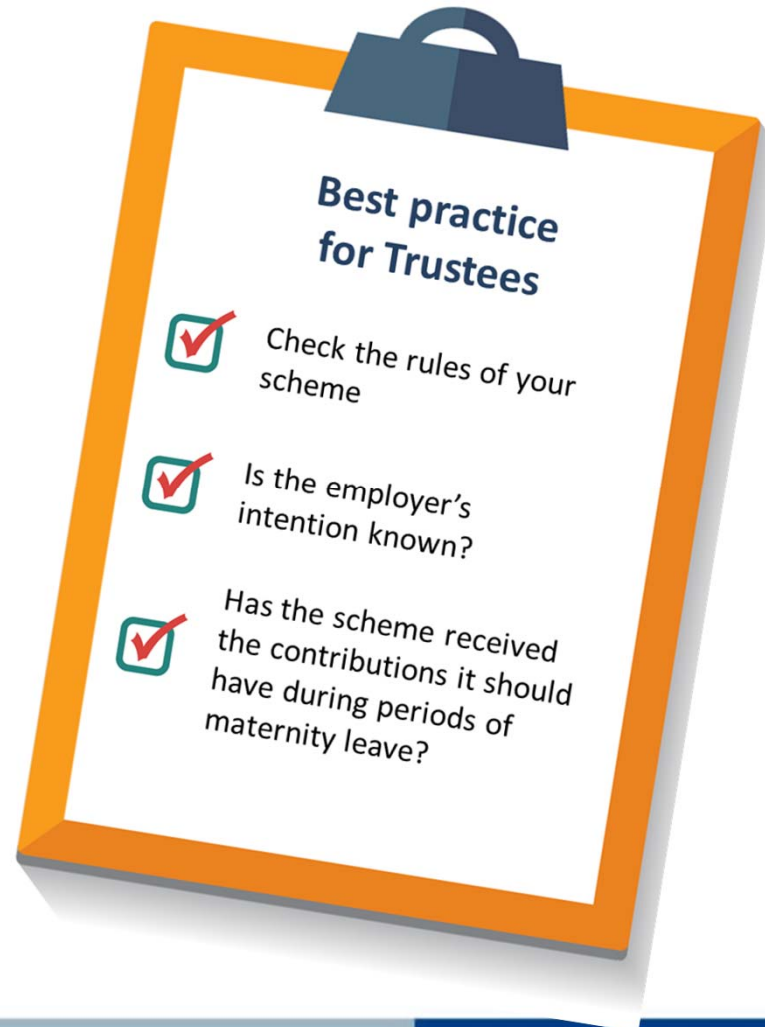 Best practice
for Trustees
Check the rules of your
scheme
Is the employer’s
intention known?
Has the scheme received
the contributions it should
have during periods of
maternity leave?